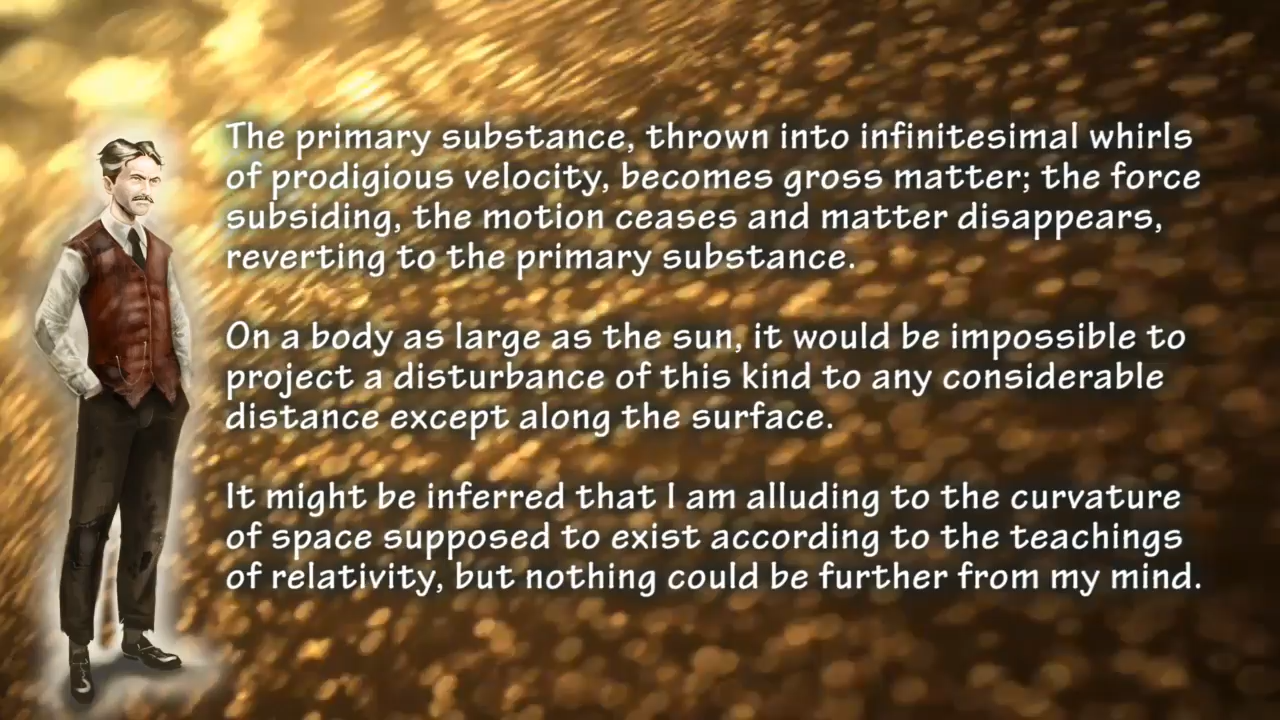 The primary substance, thrown into infinitesimal whirls
of prodigious velocity, becomes gross matter; the force
subsiding, the motion ceases and matter disappears,
reverting to the primary substance.
On a body as large as the sun, it would be impossible to
project a disturbance of this kind to any considerable
distance except along the surface.
It might be inferred that I am alluding to the curvature
of space supposed to exist according to the teachings
of relativity, but nothing could be further from my mind.